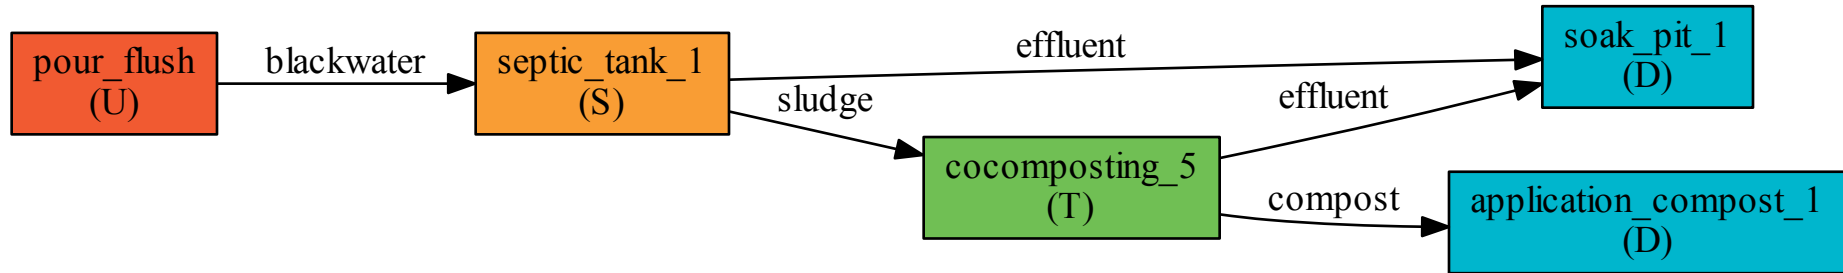 pour_flush
(U)
blackwater
septic_tank_1
(S)
effluent
sludge
cocomposting_5
(T)
effluent
compost
soak_pit_1
(D)
application_compost_1
(D)